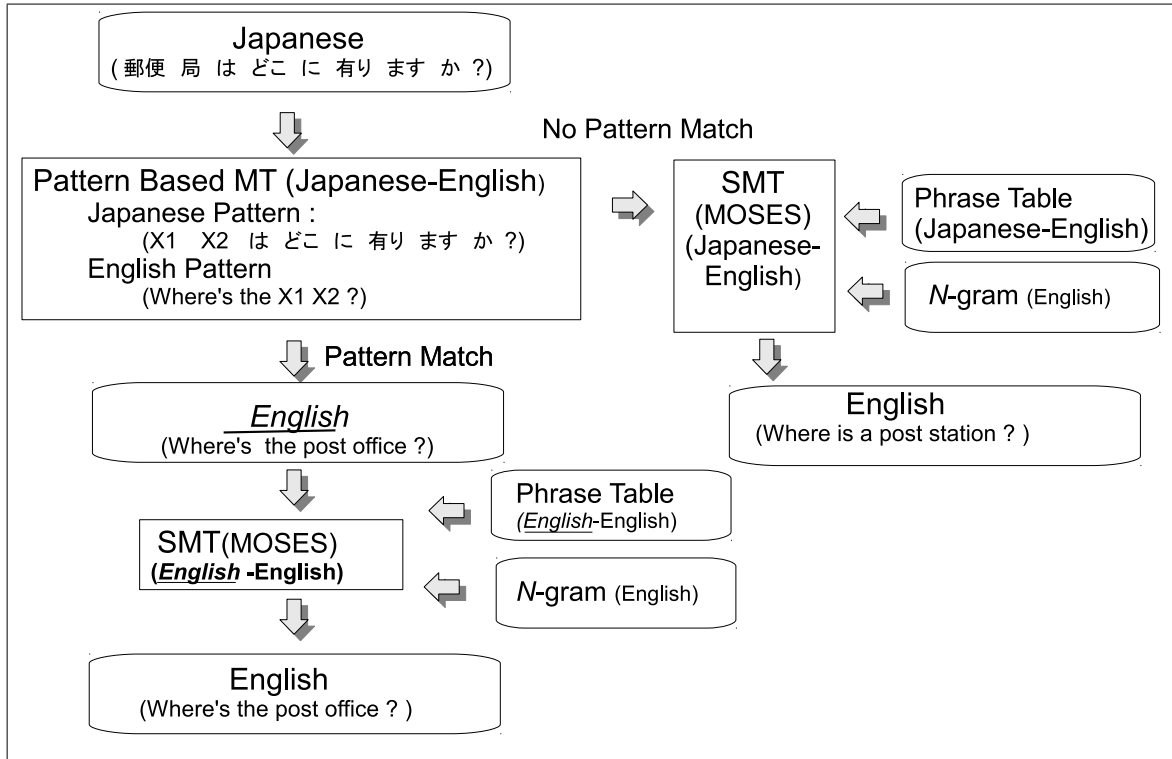 Japanese
( 郵便 局 は どこ に 有り ます か ?)
No Pattern Match
Pattern Based MT (Japanese-English)
Japanese Pattern :
(X1 X2 は どこ に 有り ます か ?)
English Pattern
(Where's the X1 X2 ?)
SMT
(MOSES)
(Japanese-
English)
Phrase Table
(Japanese-English)
N-gram (English)
Pattern Match
English
(Where's the post office ?)
English
(Where is a post station ? )
SMT(MOSES)
(English -English)
Phrase Table
(English-English)
N-gram (English)
English
(Where's the post office ? )